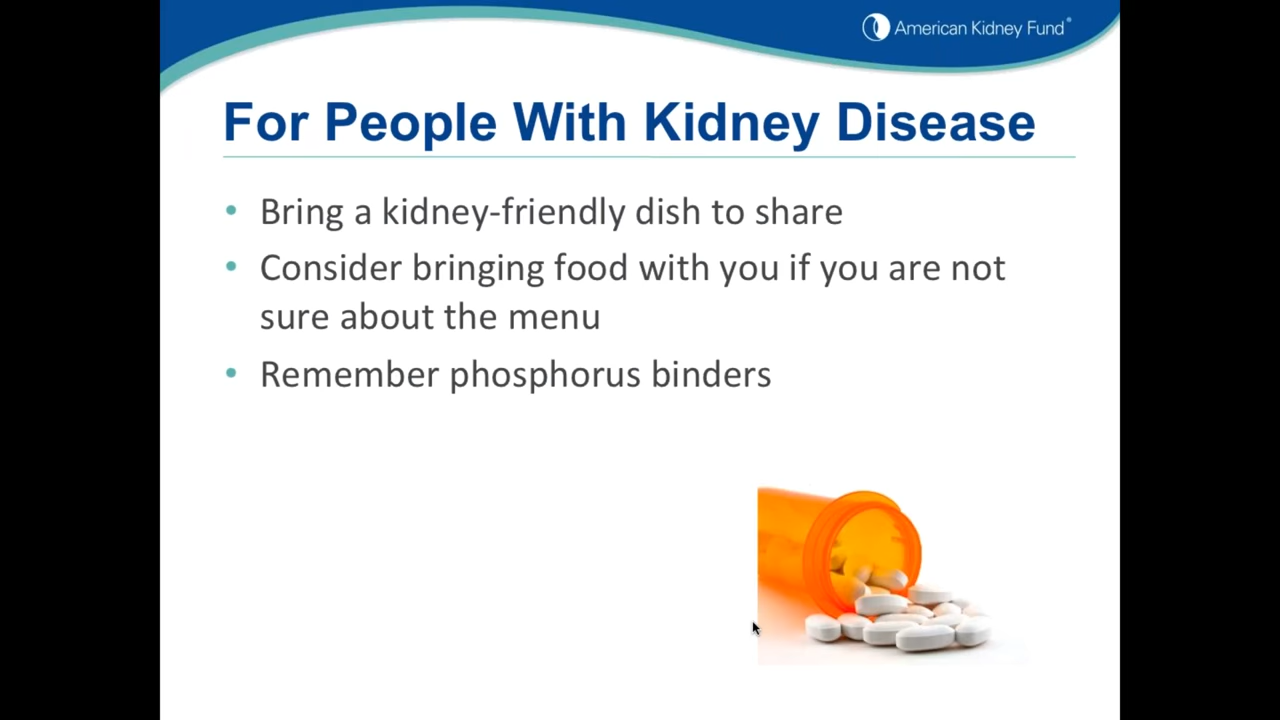 American Kidney Fund®
For People With Kidney Disease
• Bring a kidney-friendly dish to share
• Consider bringing food with you if you are not
sure about the menu
• Remember phosphorus binders